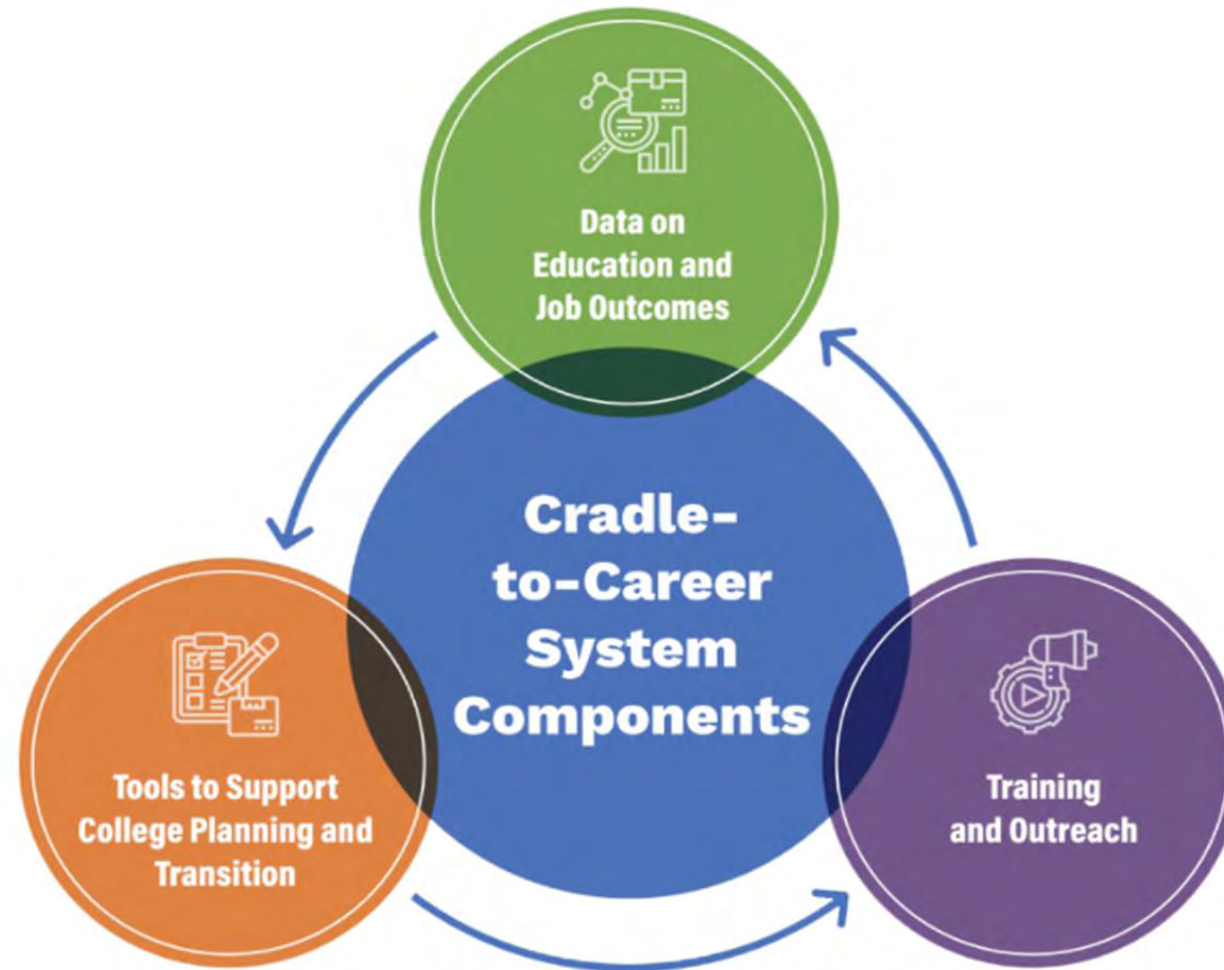 Data on
Education and
Job Outcomes
Cradle-
to-Career
System
Components
Tools to Support
College Planning and
Transition
Training
and Outreach